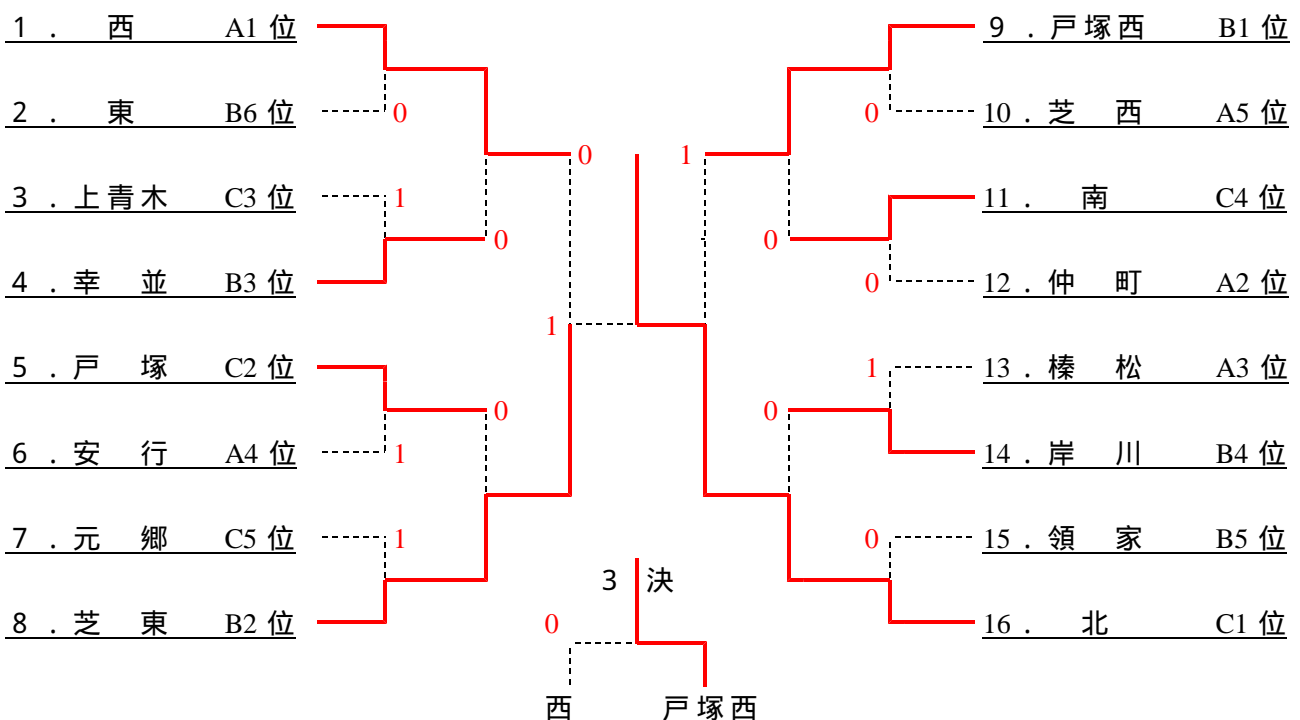 1 . 西 A1 位
0
2 . 東 B6 位
0
3 . 上青木 C3 位
1
0
4 . 幸 並 B3 位
1
5 . 戸 塚 C2 位
0
6 . 安 行 A4 位
1
7 . 元 郷 C5 位
1
8 . 芝 東 B2 位
9 . 戸塚西 B1 位
1
10 . 芝 西 A5 位
0
11 . 南 C4 位
0
12 . 仲 町 A2 位
0
13 . 榛 松 A3 位
1
0
14 . 岸 川 B4 位
15 . 領 家 B5 位
0
16 . 北 C1 位
3 決
0
西 戸塚西